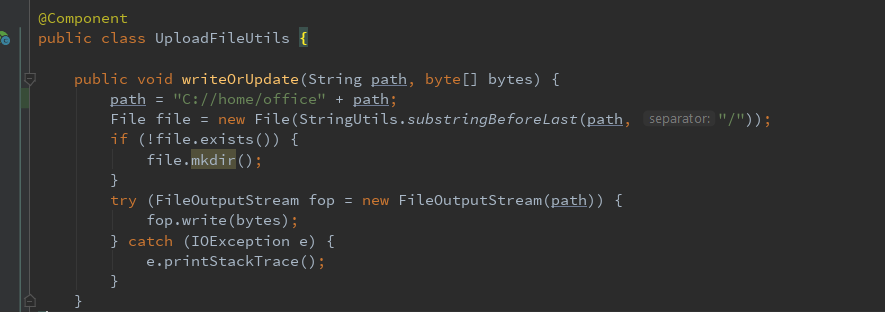 @Component
public class UploadFileUtils {
public void writeOrUpdate(String path, byte[] bytes) {
path = "C://home/office" + path;
File file = new File(StringUtils.substringBeforeLast(path, separator: "/"));
if (!file.exists()) {
file.mkdir();
}
try (FileOutputStream fop = new FileOutputStream(path)) {
fop.write(bytes);
} catch (IOException e) {
e.printStackTrace();
}
}